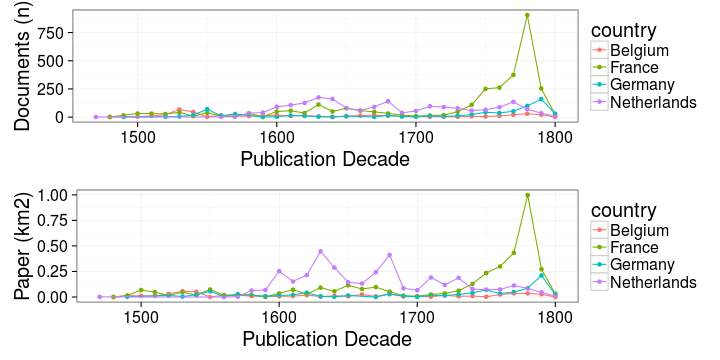 Documents (n)
750
500
250
0
1500
1600
1700
1800
Publication Decade
country
Belgium
France
Germany
Netherlands
Paper (km2)
1.00
0.75
0.50
0.25
0.00
1500
1600
1700
1800
Publication Decade
country
Belgium
France
Germany
Netherlands